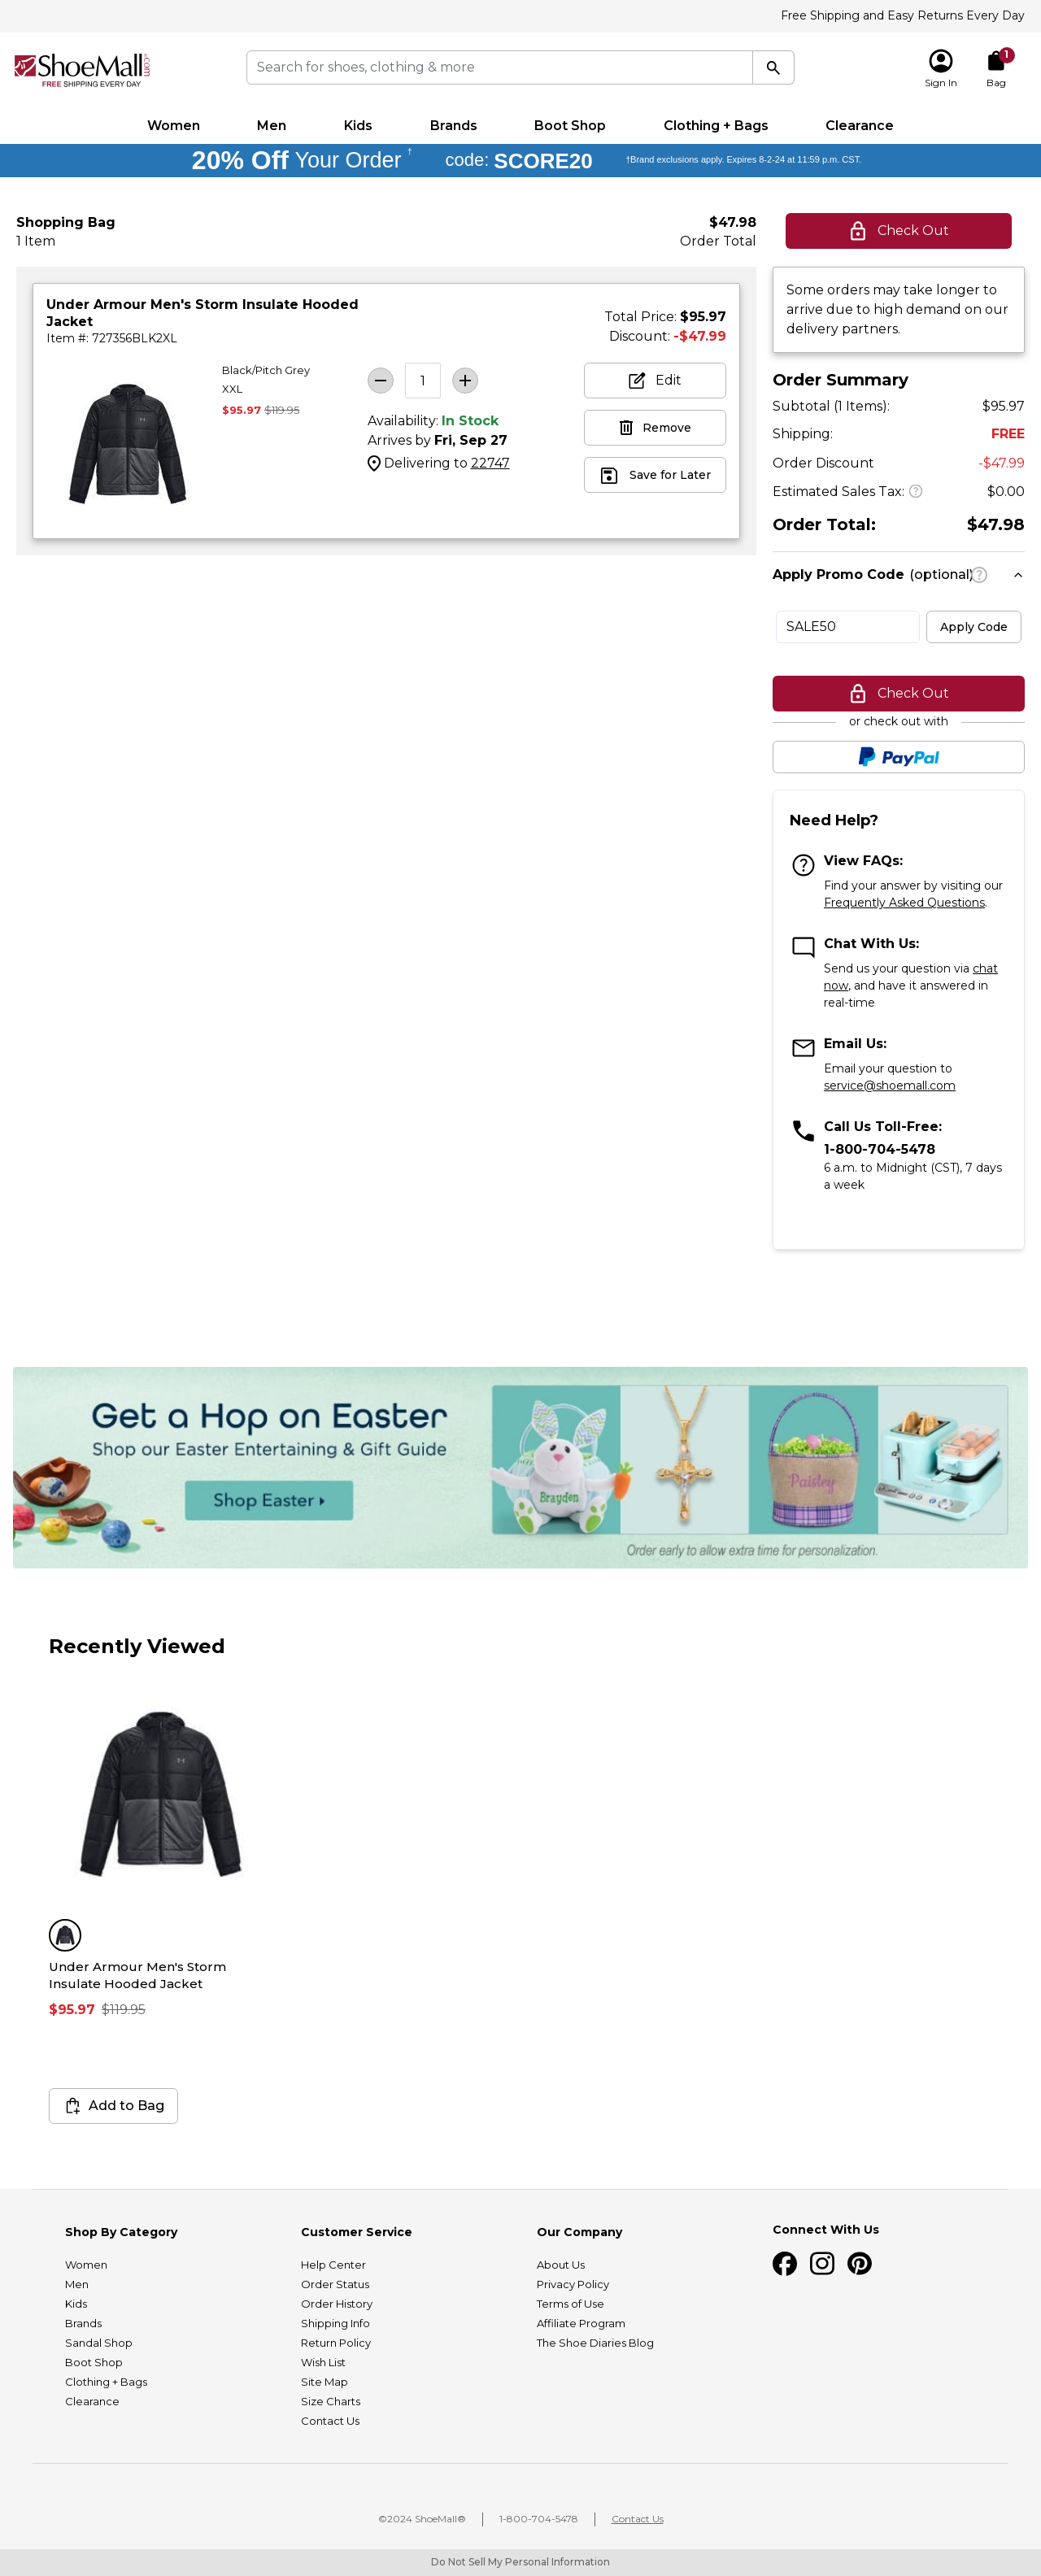 Free Shipping and Easy Returns Every Day
ShoeMall.com
FREE SHIPPING EVERY DAY
Search for shoes, clothing & more
Sign In
1
Bag
Women Men Kids Brands Boot Shop Clothing + Bags Clearance
20% Off Your Order † code: SCORE20 †Brand exclusions apply. Expires 8-2-24 at 11:59 p.m. CST.
Shopping Bag
1 Item
$47.98
Order Total
Check Out
Under Armour Men's Storm Insulate Hooded
Jacket
Item #: 727356BLK2XL
Total Price: $95.97
Discount: -$47.99
Black/Pitch Grey
XXL
$95.97 $119.95
1
Availability: In Stock
Arrives by Fri, Sep 27
Delivering to 22747
Edit
Remove
Save for Later
Some orders may take longer to
arrive due to high demand on our
delivery partners.
Order Summary
Subtotal (1 Items): $95.97
Shipping: FREE
Order Discount -$47.99
Estimated Sales Tax: $0.00
Order Total: $47.98
Apply Promo Code (optional)
SALE50
Apply Code
Check Out
or check out with
PayPal
Need Help?
View FAQs:
Find your answer by visiting our
Frequently Asked Questions.
Chat With Us:
Send us your question via chat
now, and have it answered in
real-time
Email Us:
Email your question to
service@shoemall.com
Call Us Toll-Free:
1-800-704-5478
6 a.m. to Midnight (CST), 7 days
a week
Get a Hop on Easter
Shop our Easter Entertaining & Gift Guide
Shop Easter
Brayden
Paisley
Order early to allow extra time for personalization.
Recently Viewed
Under Armour Men's Storm
Insulate Hooded Jacket
$95.97 $119.95
Add to Bag
Shop By Category
Women
Men
Kids
Brands
Sandal Shop
Boot Shop
Clothing + Bags
Clearance
Customer Service
Help Center
Order Status
Order History
Shipping Info
Return Policy
Wish List
Site Map
Size Charts
Contact Us
Our Company
About Us
Privacy Policy
Terms of Use
Affiliate Program
The Shoe Diaries Blog
Connect With Us
©2024 ShoeMall® 1-800-704-5478 Contact Us
Do Not Sell My Personal Information